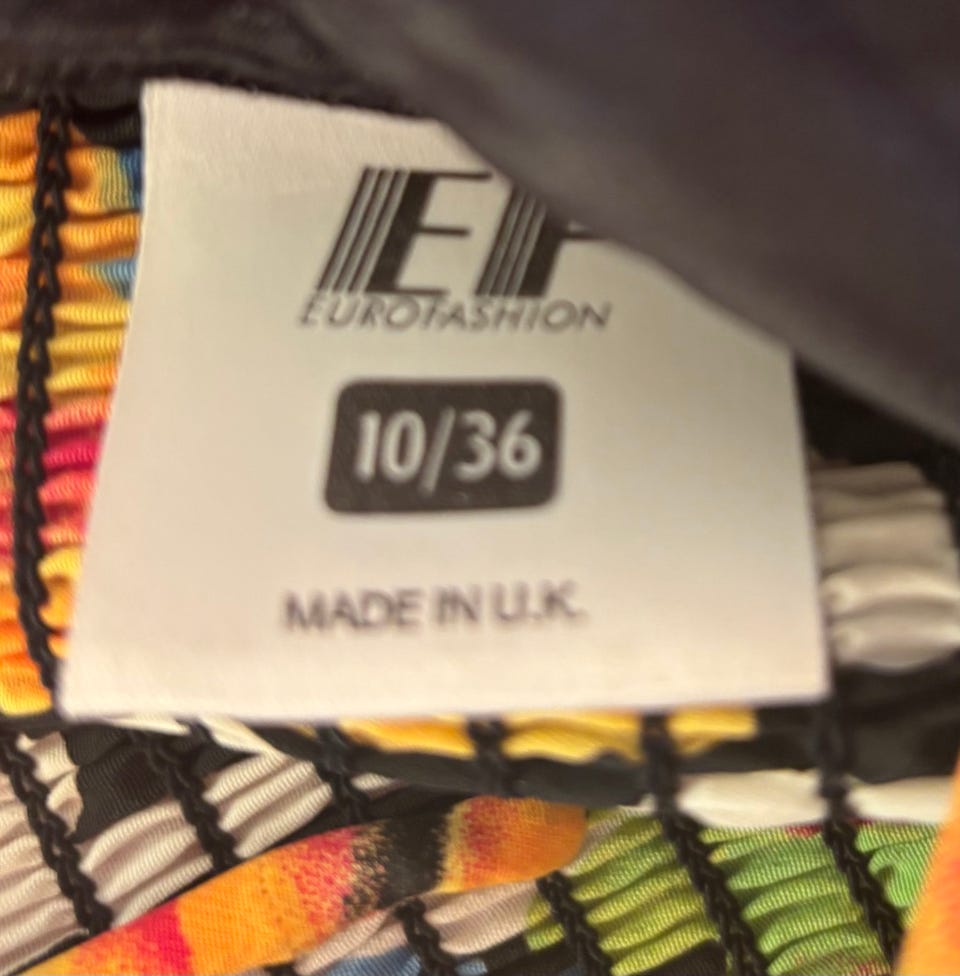 EF
EUROFASHION
10/36
MADE IN U.K.